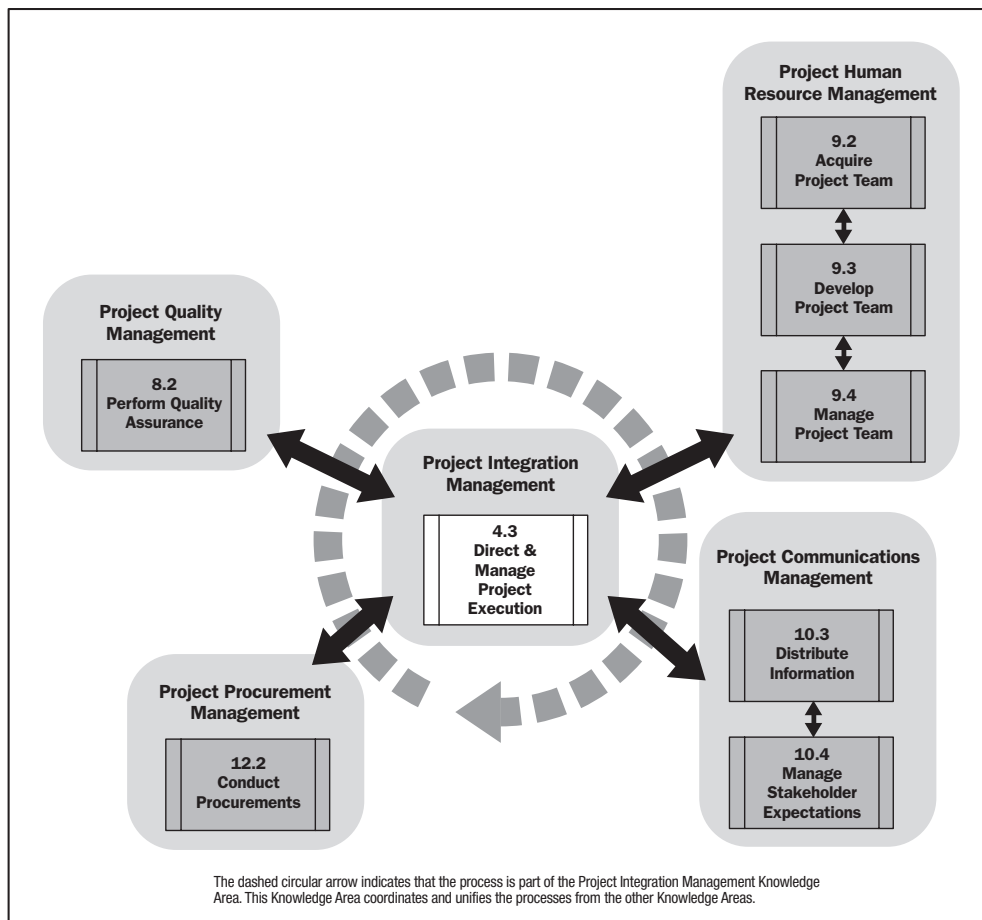 Project Human
Resource Management
9.2
Acquire
Project Team
9.3
Develop
Project Team
9.4
Manage
Project Team
Project Quality
Management
8.2
Perform Quality
Assurance
Project Integration
Management
4.3
Direct &
Manage
Project
Execution
Project Communications
Management
10.3
Distribute
Information
10.4
Manage
Stakeholder
Expectations
Project Procurement
Management
12.2
Conduct
Procurements
The dashed circular arrow indicates that the process is part of the Project Integration Management Knowledge
Area. This Knowledge Area coordinates and unifies the processes from the other Knowledge Areas.